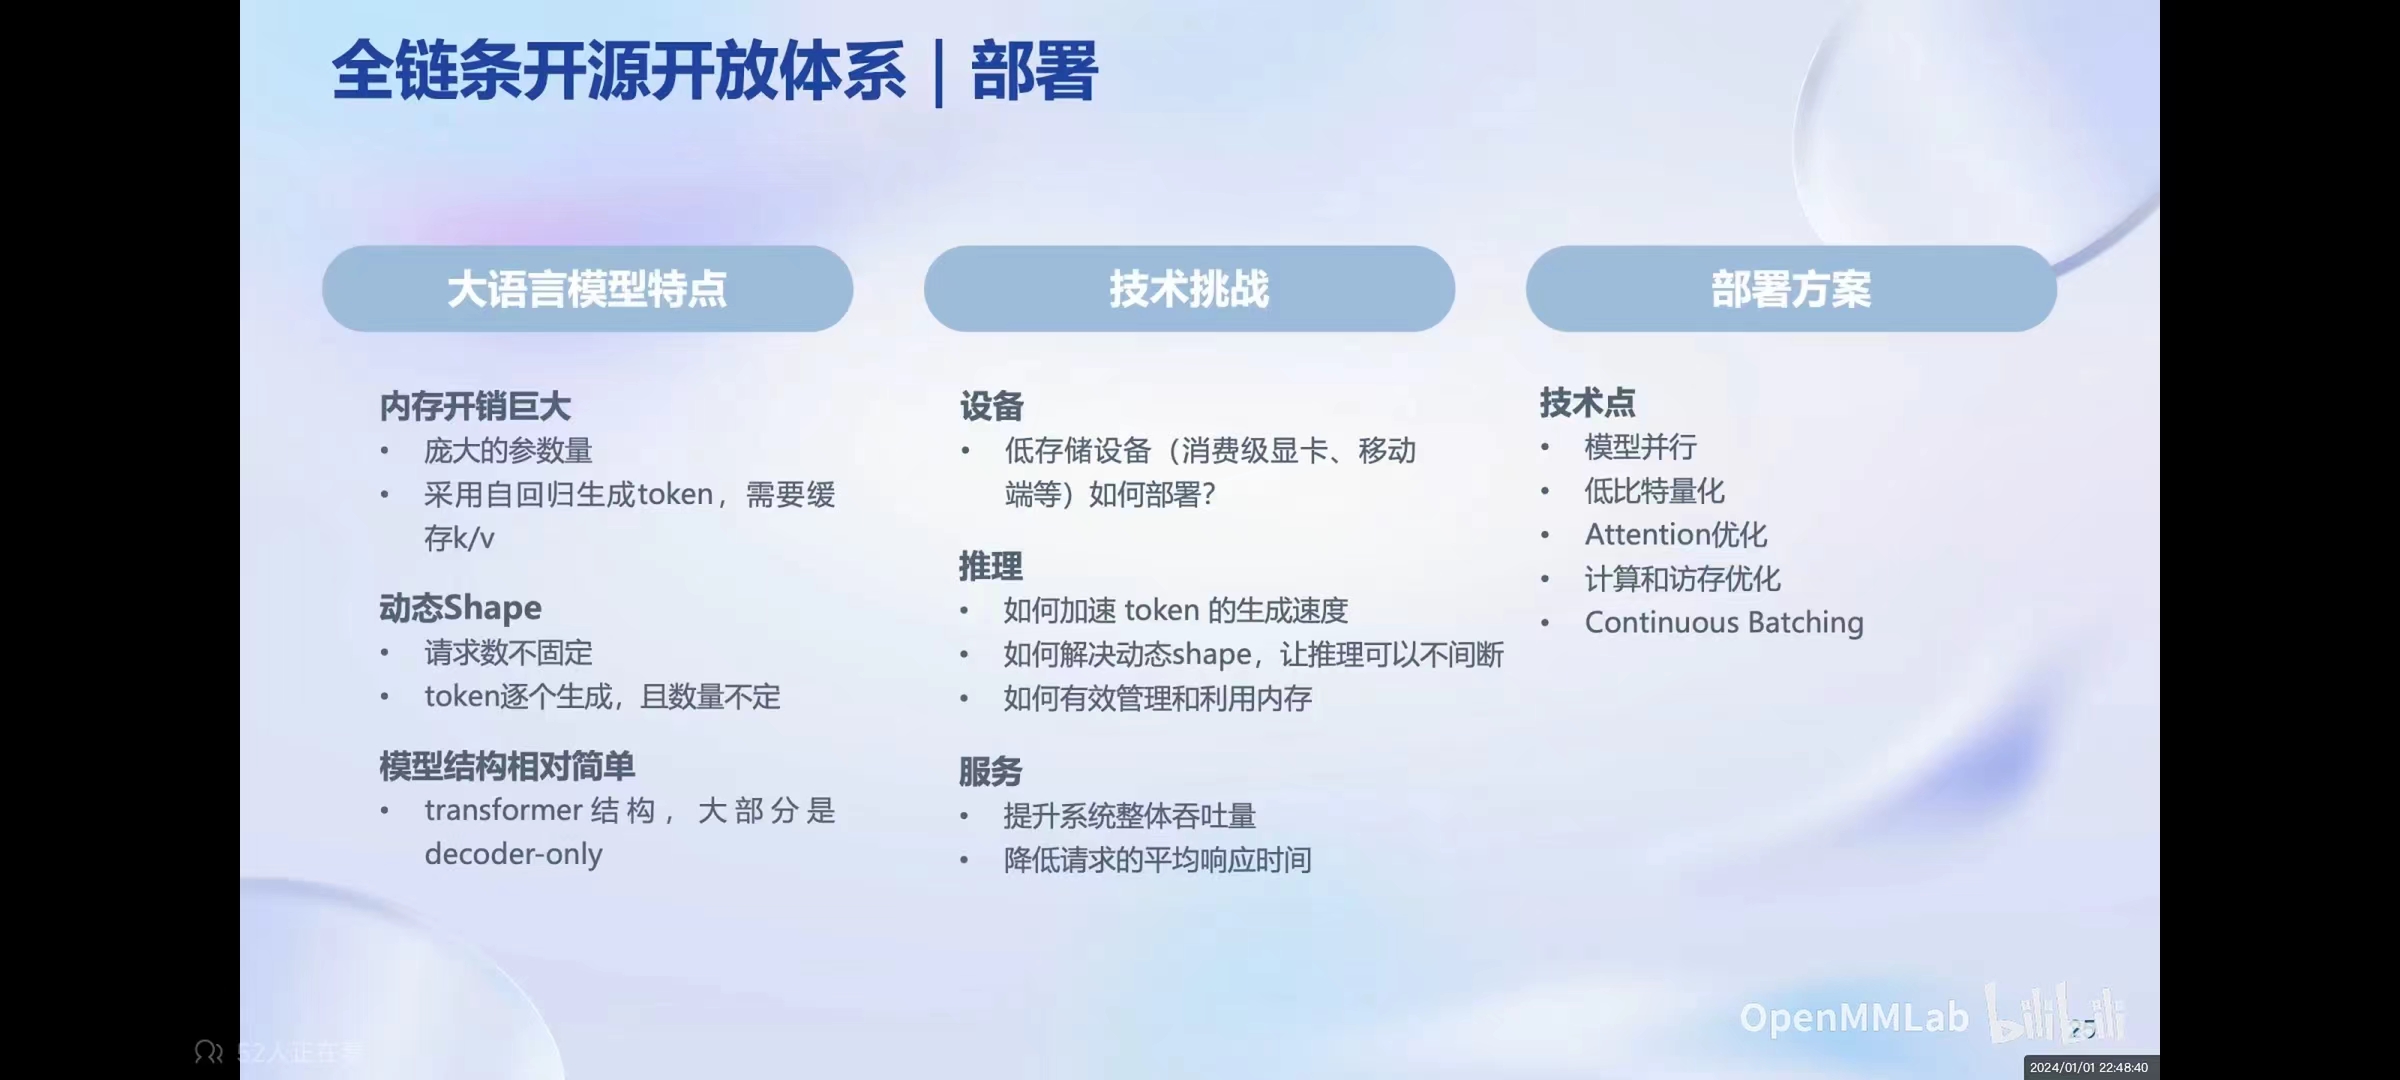 全链条开源开放体系 | 部署
大语言模型特点
内存开销巨大
• 庞大的参数量
• 采用自回归生成token，需要缓
存k/v
动态Shape
• 请求数不固定
• token逐个生成，且数量不定
模型结构相对简单
• transformer结构，大部分是
decoder-only
技术挑战
设备
• 低存储设备（消费级显卡、移动
端等）如何部署？
推理
• 如何加速 token 的生成速度
• 如何解决动态shape，让推理可以不间断
• 如何有效管理和利用内存
服务
• 提升系统整体吞吐量
• 降低请求的平均响应时间
部署方案
技术点
• 模型并行
• 低比特量化
• Attention优化
• 计算和访存优化
• Continuous Batching
OpenMMLab bilibili
25
52人正在看
2024/01/01 22:48:40